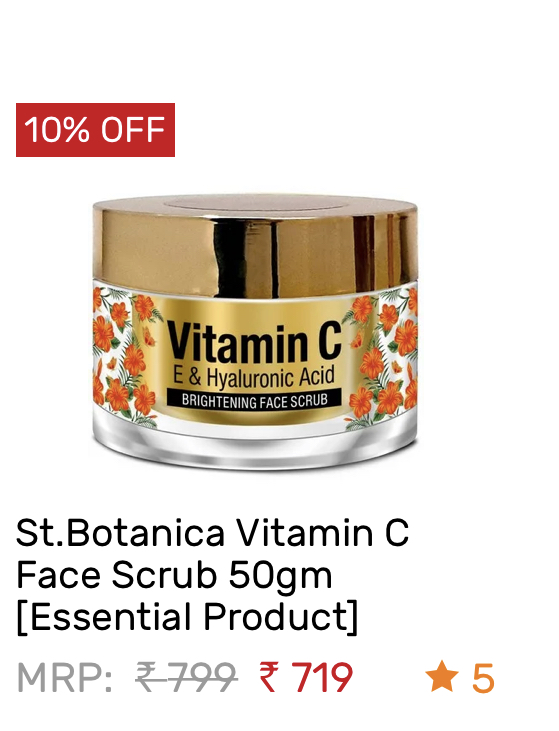 10% OFF
Vitamin C
E & Hyaluronic Acid
BRIGHTENING FACE SCRUB
St.Botanica Vitamin C
Face Scrub 50gm
[Essential Product]
MRP: ₹ 799 ₹ 719 ★ 5